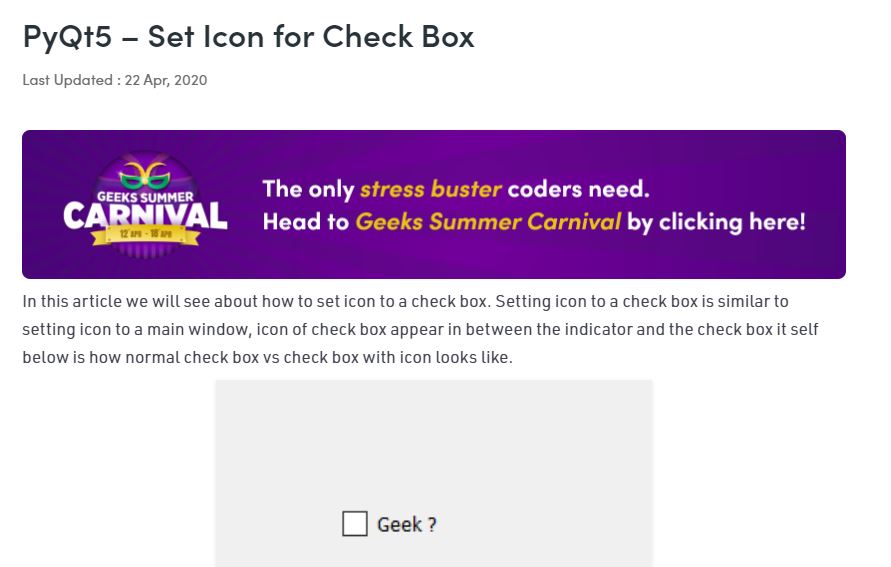 PyQt5 – Set Icon for Check Box
Last Updated : 22 Apr, 2020
GEEKS SUMMER
CARNIVAL
12 APR - 18 APR
The only stress buster coders need.
Head to Geeks Summer Carnival by clicking here!
In this article we will see about how to set icon to a check box. Setting icon to a check box is similar to
setting icon to a main window, icon of check box appear in between the indicator and the check box it self
below is how normal check box vs check box with icon looks like.
Geek ?